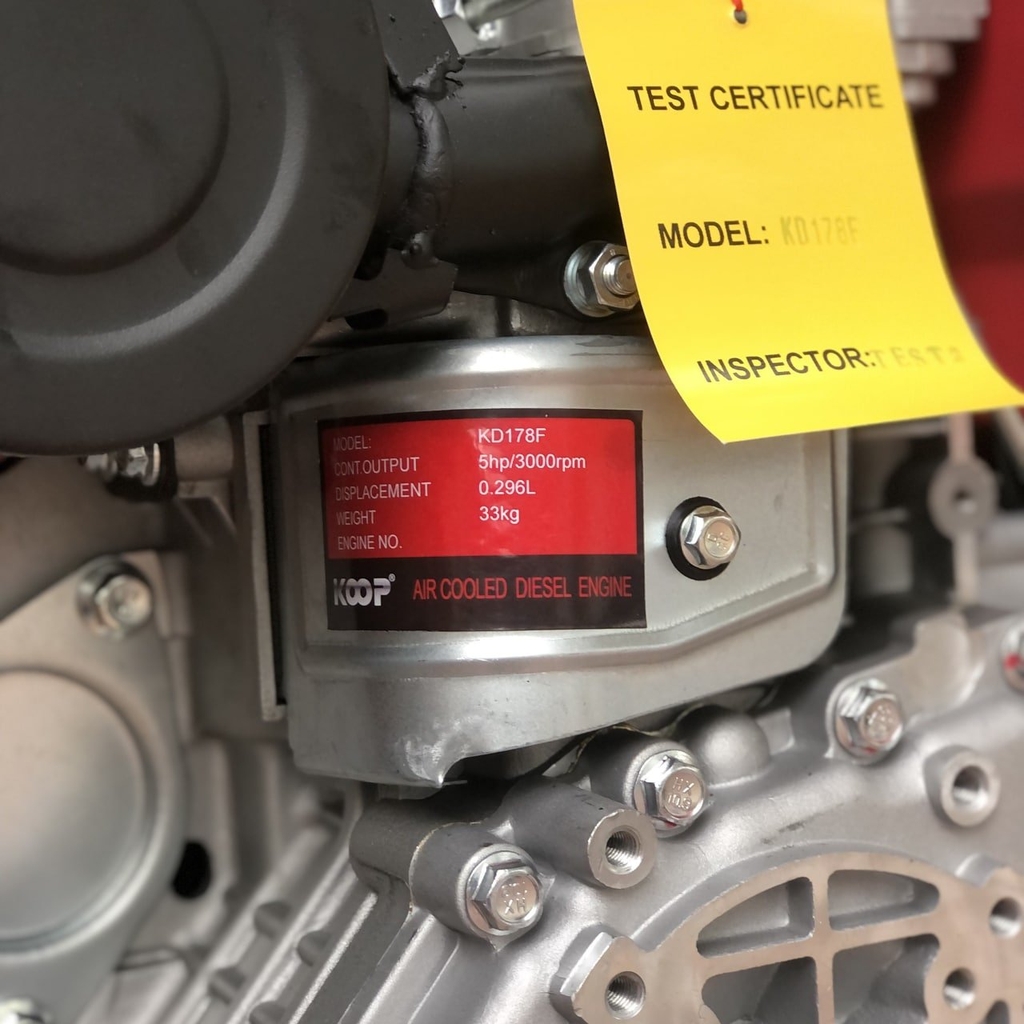 TEST CERTIFICATE
MODEL: KD178F
INSPECTOR:TEST
MODEL: KD178F
CONT.OUTPUT 5hp/3000rpm
DISPLACEMENT 0.296L
WEIGHT 33kg
ENGINE NO.
KOOP® AIR COOLED DIESEL ENGINE